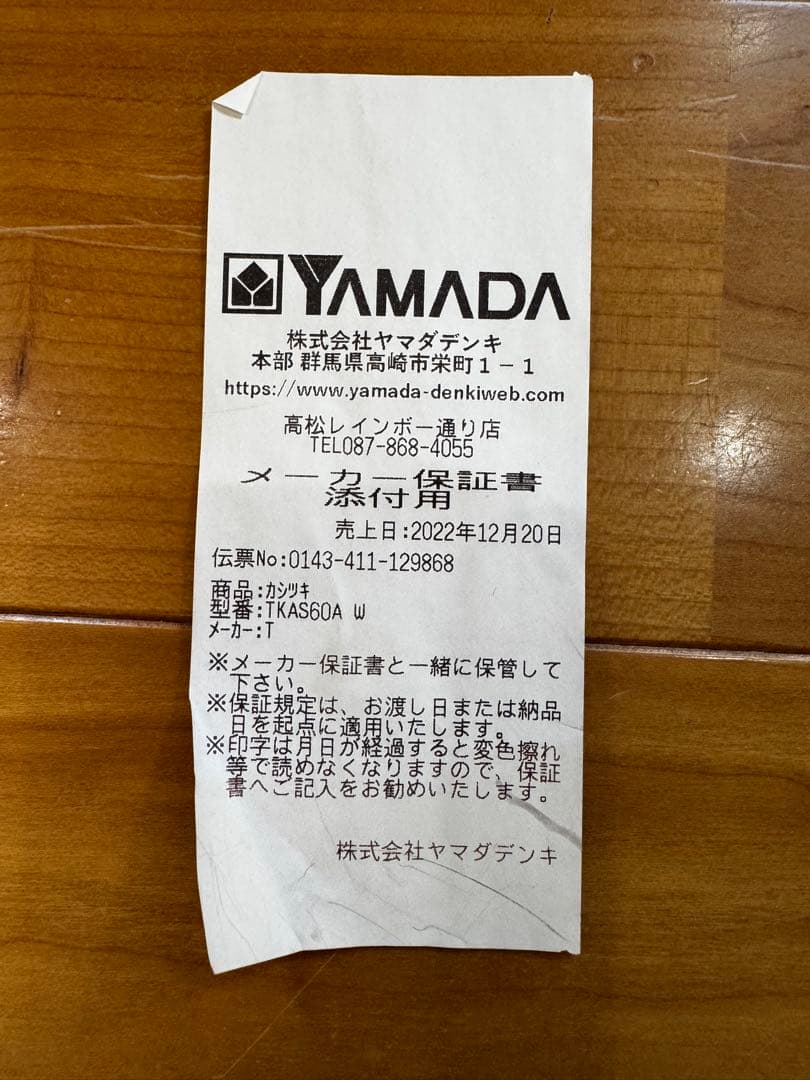 YAMADA
株式会社ヤマダデンキ
本部 群馬県高崎市栄町1-1
https://www.yamada-denkiweb.com
高松レインボー通り店
TEL087-868-4055
メーカー保証書
添付用
売上日:2022年12月20日
伝票No:0143-411-129868
商品:カシツキ
型番:TKAS60A W
メーカー:T
※メーカー保証書と一緒に保管して
下さい。
※保証規定は、お渡し日または納品
日を起点に適用いたします。
※印字は月日が経過すると変色擦れ
等で読めなくなりますので、保証
書へご記入をお勧めいたします。
株式会社ヤマダデンキ